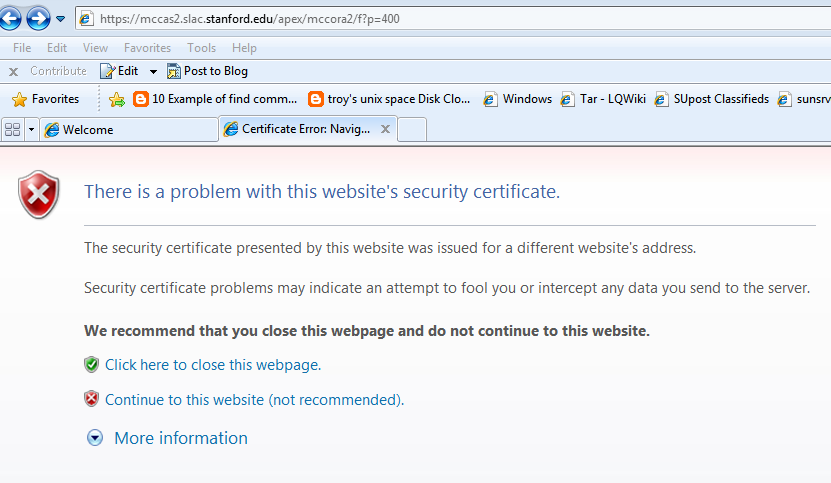 https://mccas2.slac.stanford.edu/apex/mccora2/f?p=400
File Edit View Favorites Tools Help
x Contribute Edit Post to Blog
Favorites 10 Example of find comm... troy's unix space Disk Clo... Windows Tar - LQWiki SUpost Classifieds sunsrv
Welcome Certificate Error: Navig... x
There is a problem with this website's security certificate.
The security certificate presented by this website was issued for a different website's address.
Security certificate problems may indicate an attempt to fool you or intercept any data you send to the server.
We recommend that you close this webpage and do not continue to this website.
Click here to close this webpage.
Continue to this website (not recommended).
More information